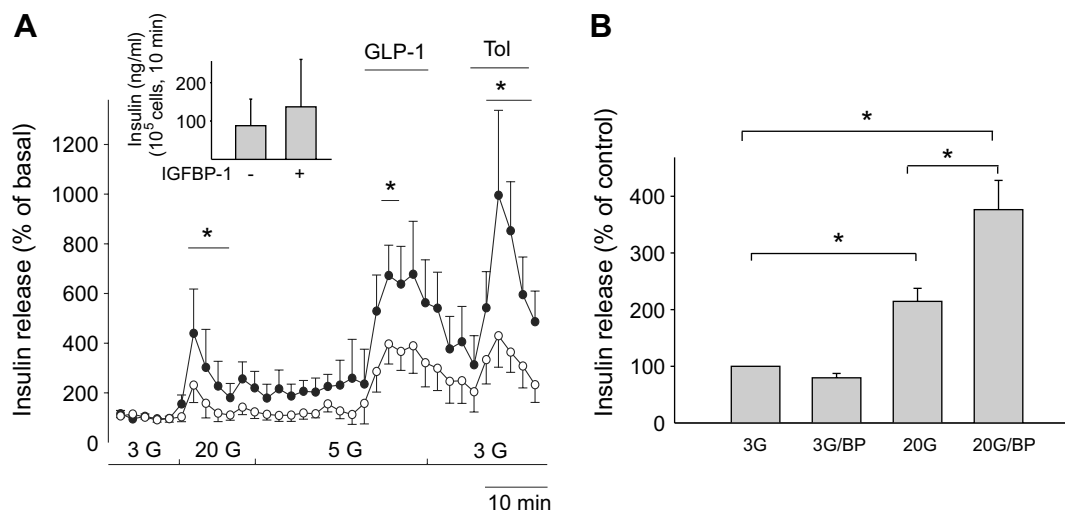 A
Insulin (ng/ml)
(10⁵ cells, 10 min)
200
100
IGFBP-1 - +
GLP-1
Tol
*
*
*
Insulin release (% of basal)
1200
1000
800
600
400
200
0
3 G 20 G 5 G 3 G
10 min
B
*
*
*
Insulin release (% of control)
400
300
200
100
0
3G 3G/BP 20G 20G/BP